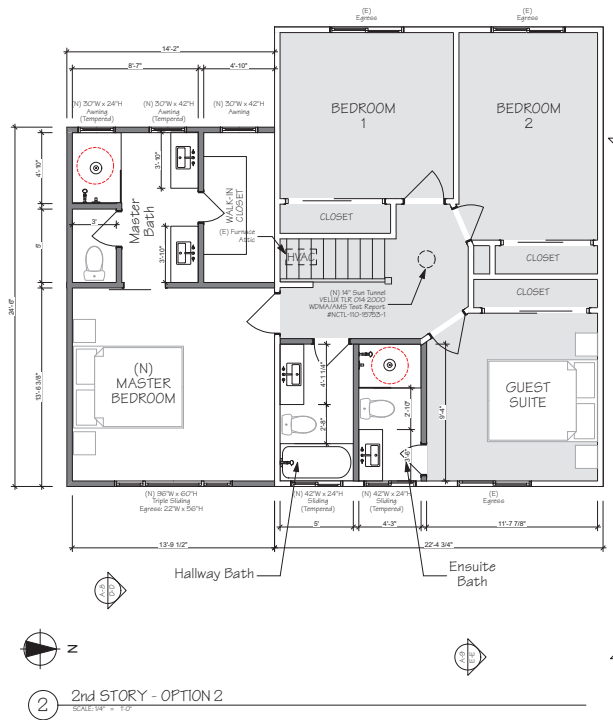 (E)
Egress
(E)
Egress
14'-2"
8'-7"
4'-10"
(N) 30"W x 24"H
Awning
(Tempered)
(N) 30"W x 42"H
Awning
(Tempered)
(N) 30"W x 42"H
Awning
BEDROOM
1
BEDROOM
2
4'-10"
3'-10"
WALK-IN
CLOSET
Master
Bath
3'
6'
3'-10"
CLOSET
(E) Furnace
Attic
HVAC
CLOSET
CLOSET
(N) 14" Sun Tunnel
VELUX TLR 014 2000
WDMA/AMS Test Report
#NCTL-110-15753-1
24'-6"
13'-6 3/8"
(N)
MASTER
BEDROOM
4'-1 1/4"
2'-8"
2'-10"
3'-6"
9'-4"
GUEST
SUITE
(N) 96"W x 60"H
Triple Sliding
Egress: 22"W x 56"H
(N) 42"W x 24"H
Sliding
(Tempered)
(N) 42"W x 24"H
Sliding
(Tempered)
(E)
Egress
5'
4'-3"
11'-7 7/8"
13'-9 1/2"
22'-4 3/4"
Hallway Bath
Ensuite
Bath
A-8
D-D
N
A-9
E-E
2
2nd STORY - OPTION 2
SCALE: 1/4" = 1'-0"